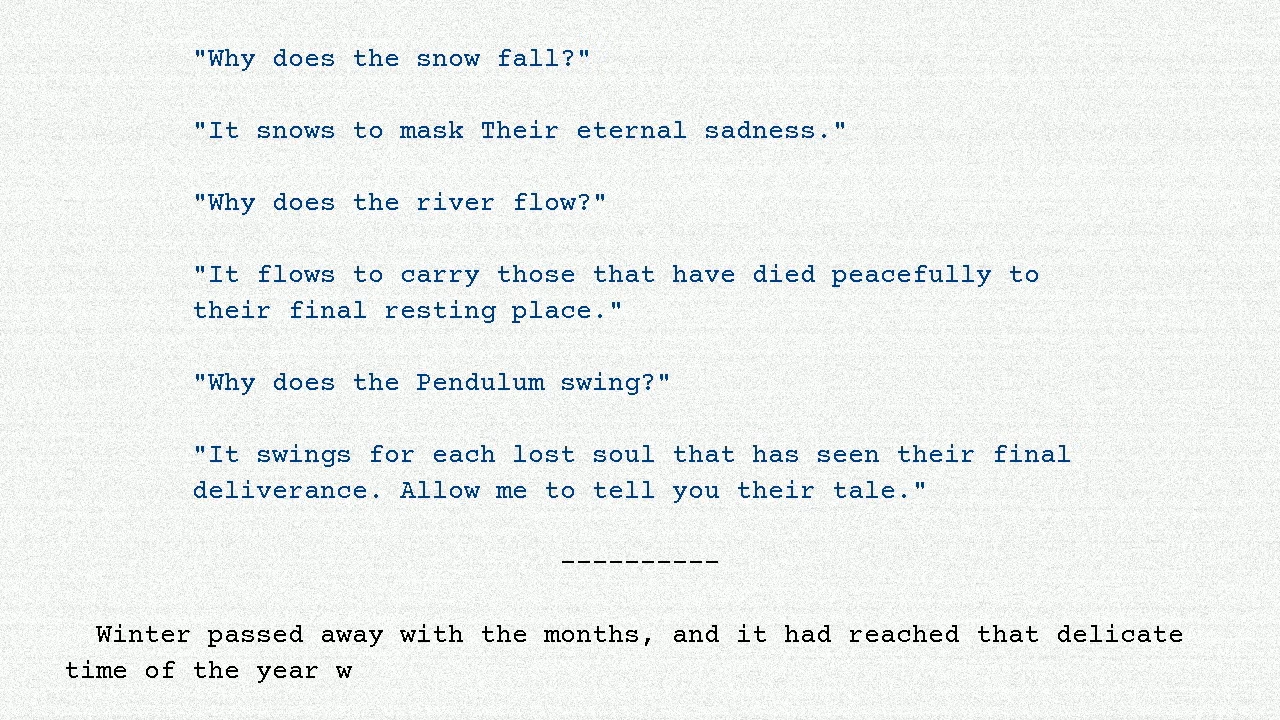 "Why does the snow fall?"
"It snows to mask Their eternal sadness."
"Why does the river flow?"
"It flows to carry those that have died peacefully to
their final resting place."
"Why does the Pendulum swing?"
"It swings for each lost soul that has seen their final
deliverance. Allow me to tell you their tale."
----------
Winter passed away with the months, and it had reached that delicate
time of the year w